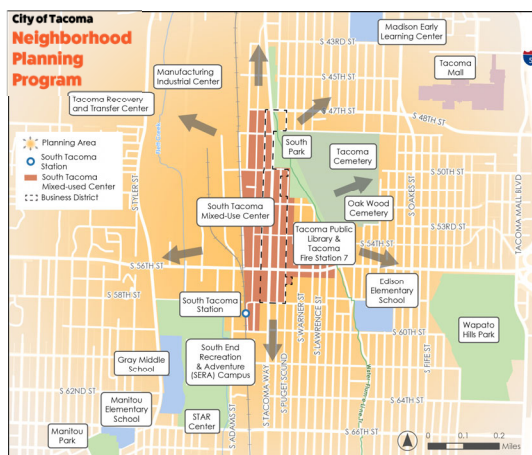 City of Tacoma
Neighborhood
Planning
Program
Planning Area
South Tacoma
Station
South Tacoma
Mixed-used Center
Business District
Madison Early
Learning Center
S 43RD ST
S 45TH ST
Tacoma
Mall
Manufacturing
Industrial Center
Tacoma Recovery
and Transfer Center
S 47TH ST
S 48TH ST
South
Park
Tacoma
Cemetery
S 50TH ST
S TYLER ST
S OAKES ST
TACOMA MALL BLVD
Oak Wood
Cemetery
South Tacoma
Mixed-Use Center
S 53RD ST
Tacoma Public
Library &
Tacoma
Fire Station 7
S 54TH ST
S 56TH ST
Edison
Elementary
School
S 58TH ST
South Tacoma
Station
S WARNER ST
S LAWRENCE ST
S 60TH ST
Wapato
Hills Park
S FIFE ST
Gray Middle
School
South End
Recreation
& Adventure
(SERA) Campus
S TACOMA WAY
S PUGET SOUND
S 62ND ST
Manitou
Elementary
School
STAR
Center
S ADAMS ST
S 64TH ST
Manitou
Park
S 66TH ST
0 0.1 0.2
Miles